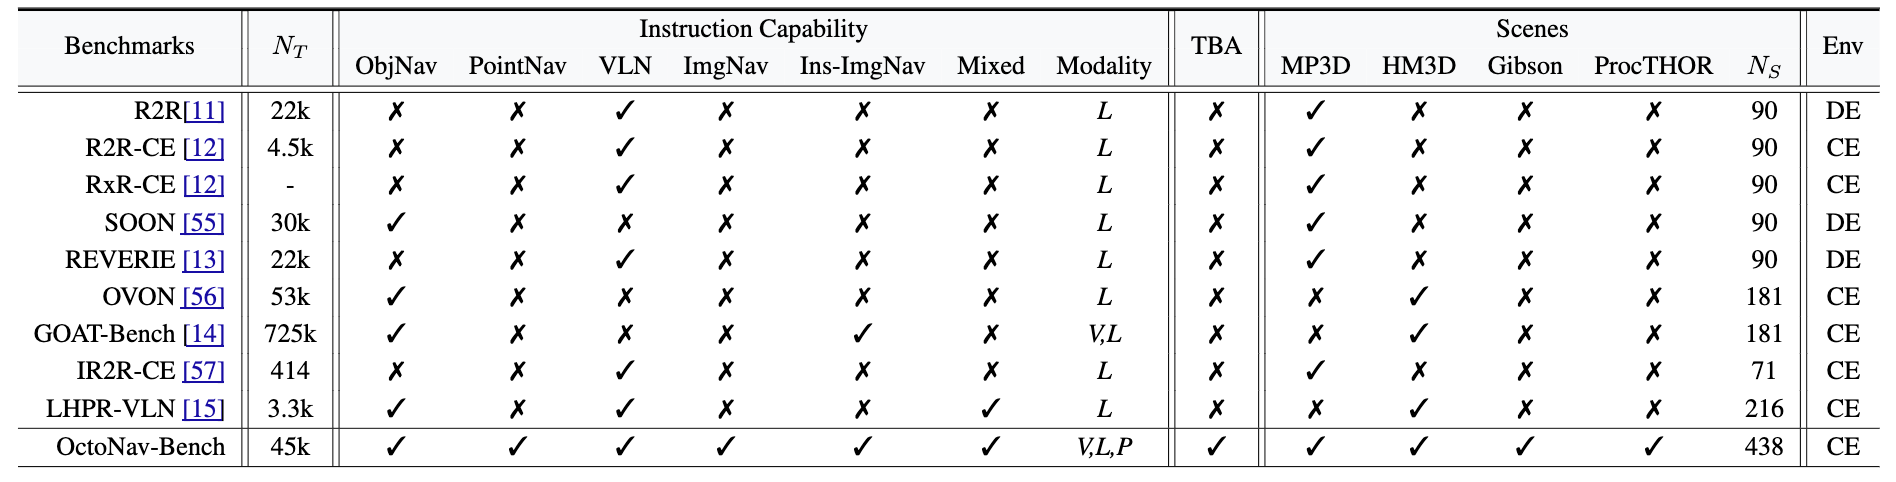 Benchmarks N_T Instruction Capability TBA Scenes Env
ObjNav PointNav VLN ImgNav Ins-ImgNav Mixed Modality MP3D HM3D Gibson ProcTHOR N_S
R2R[11] 22k ✗ ✗ ✓ ✗ ✗ ✗ L ✗ ✓ ✗ ✗ ✗ 90 DE
R2R-CE [12] 4.5k ✗ ✗ ✓ ✗ ✗ ✗ L ✗ ✓ ✗ ✗ ✗ 90 CE
RxR-CE [12] - ✗ ✗ ✓ ✗ ✗ ✗ L ✗ ✓ ✗ ✗ ✗ 90 CE
SOON [55] 30k ✓ ✗ ✗ ✗ ✗ ✗ L ✗ ✓ ✗ ✗ ✗ 90 DE
REVERIE [13] 22k ✗ ✗ ✓ ✗ ✗ ✗ L ✗ ✓ ✗ ✗ ✗ 90 DE
OVON [56] 53k ✓ ✗ ✗ ✗ ✗ ✗ L ✗ ✗ ✓ ✗ ✗ 181 CE
GOAT-Bench [14] 725k ✓ ✗ ✗ ✗ ✓ ✗ V,L ✗ ✗ ✓ ✗ ✗ 181 CE
IR2R-CE [57] 414 ✗ ✗ ✓ ✗ ✗ ✗ L ✗ ✓ ✗ ✗ ✗ 71 CE
LHPR-VLN [15] 3.3k ✓ ✗ ✓ ✗ ✗ ✓ L ✗ ✗ ✓ ✗ ✗ 216 CE
OctoNav-Bench 45k ✓ ✓ ✓ ✓ ✓ ✓ V,L,P ✓ ✓ ✓ ✓ ✓ 438 CE